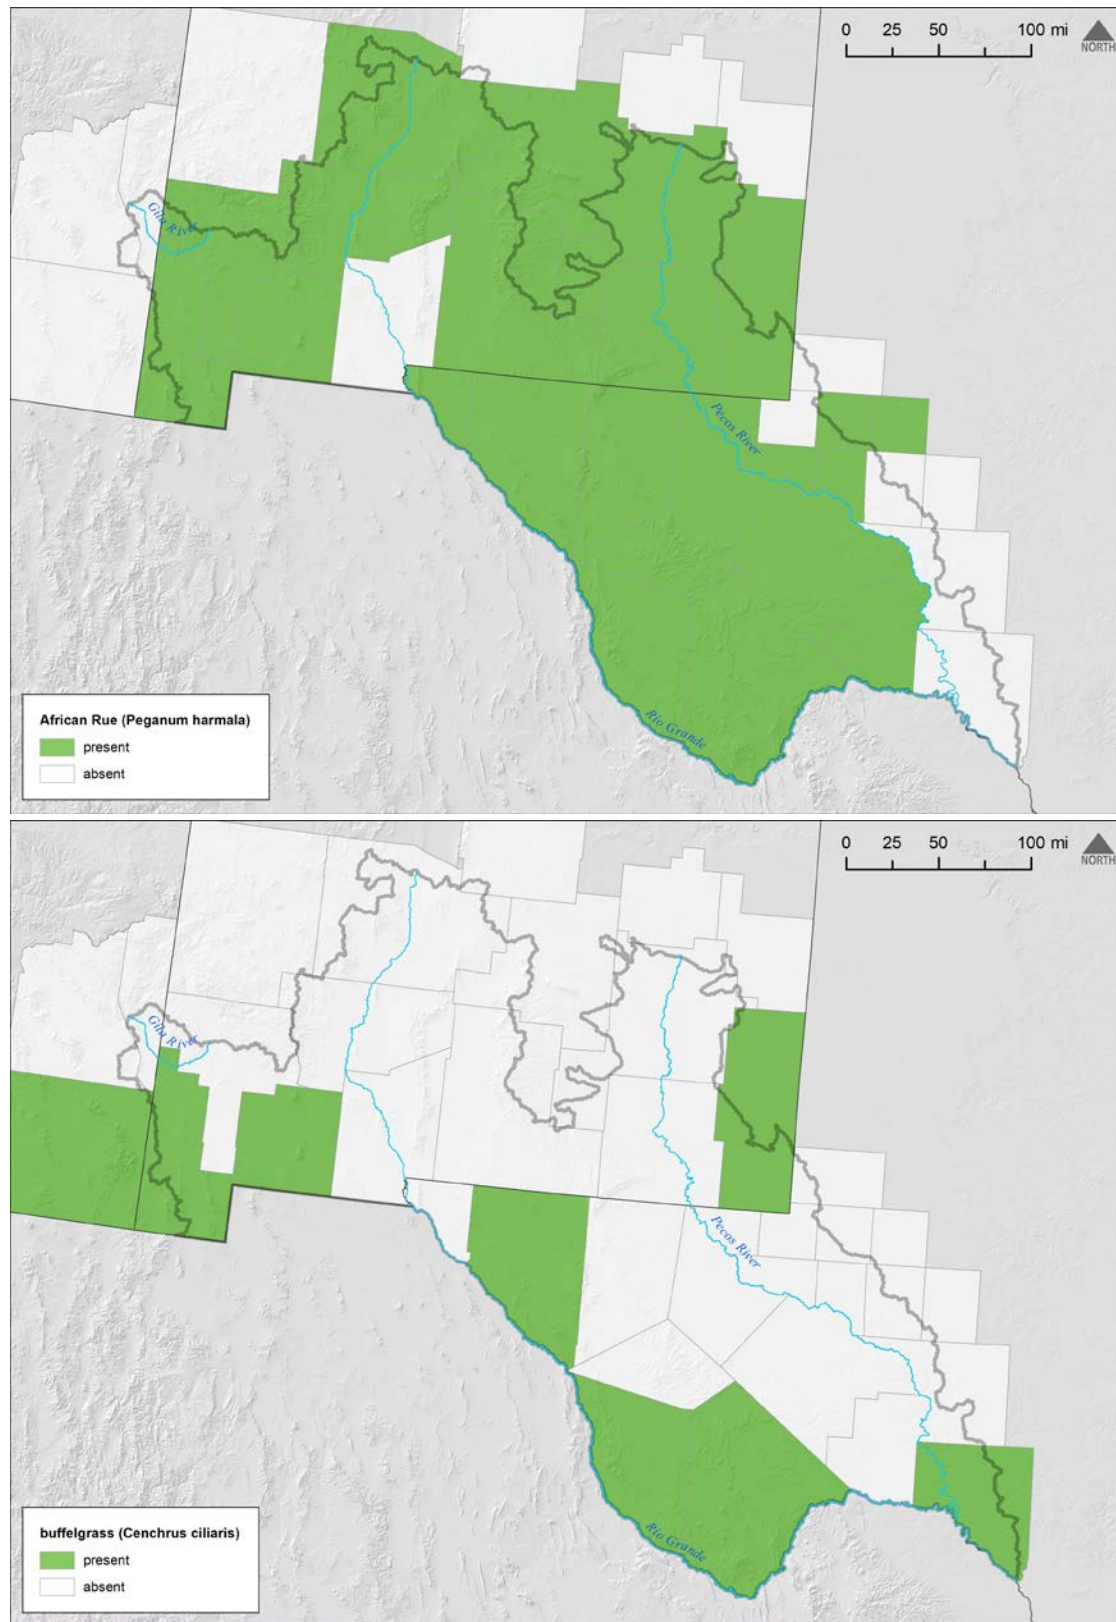 0 25 50 100 mi
NORTH
Gila River
Pecos River
Rio Grande
African Rue (Peganum harmala)
present
absent
0 25 50 100 mi
NORTH
Gila River
Pecos River
Rio Grande
buffelgrass (Cenchrus ciliaris)
present
absent